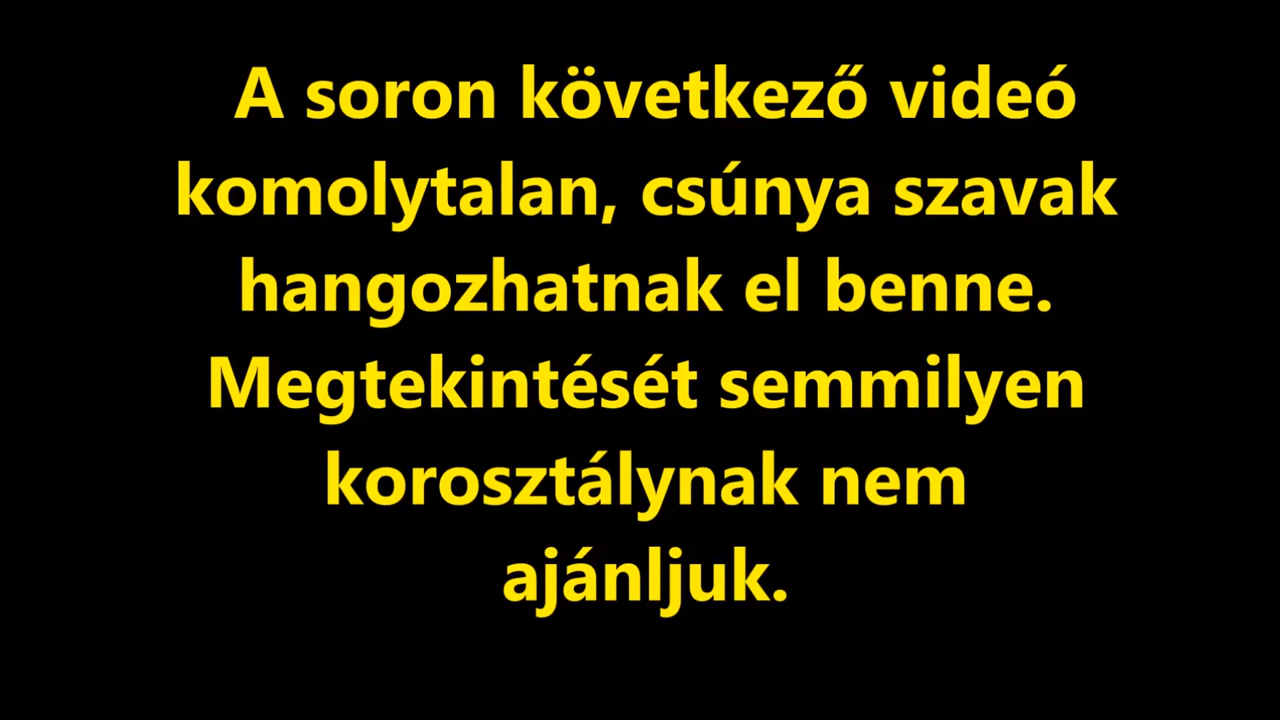 A soron következő videó
komolytalan, csúnya szavak
hangozhatnak el benne.
Megtekintését semmilyen
korosztálynak nem
ajánljuk.